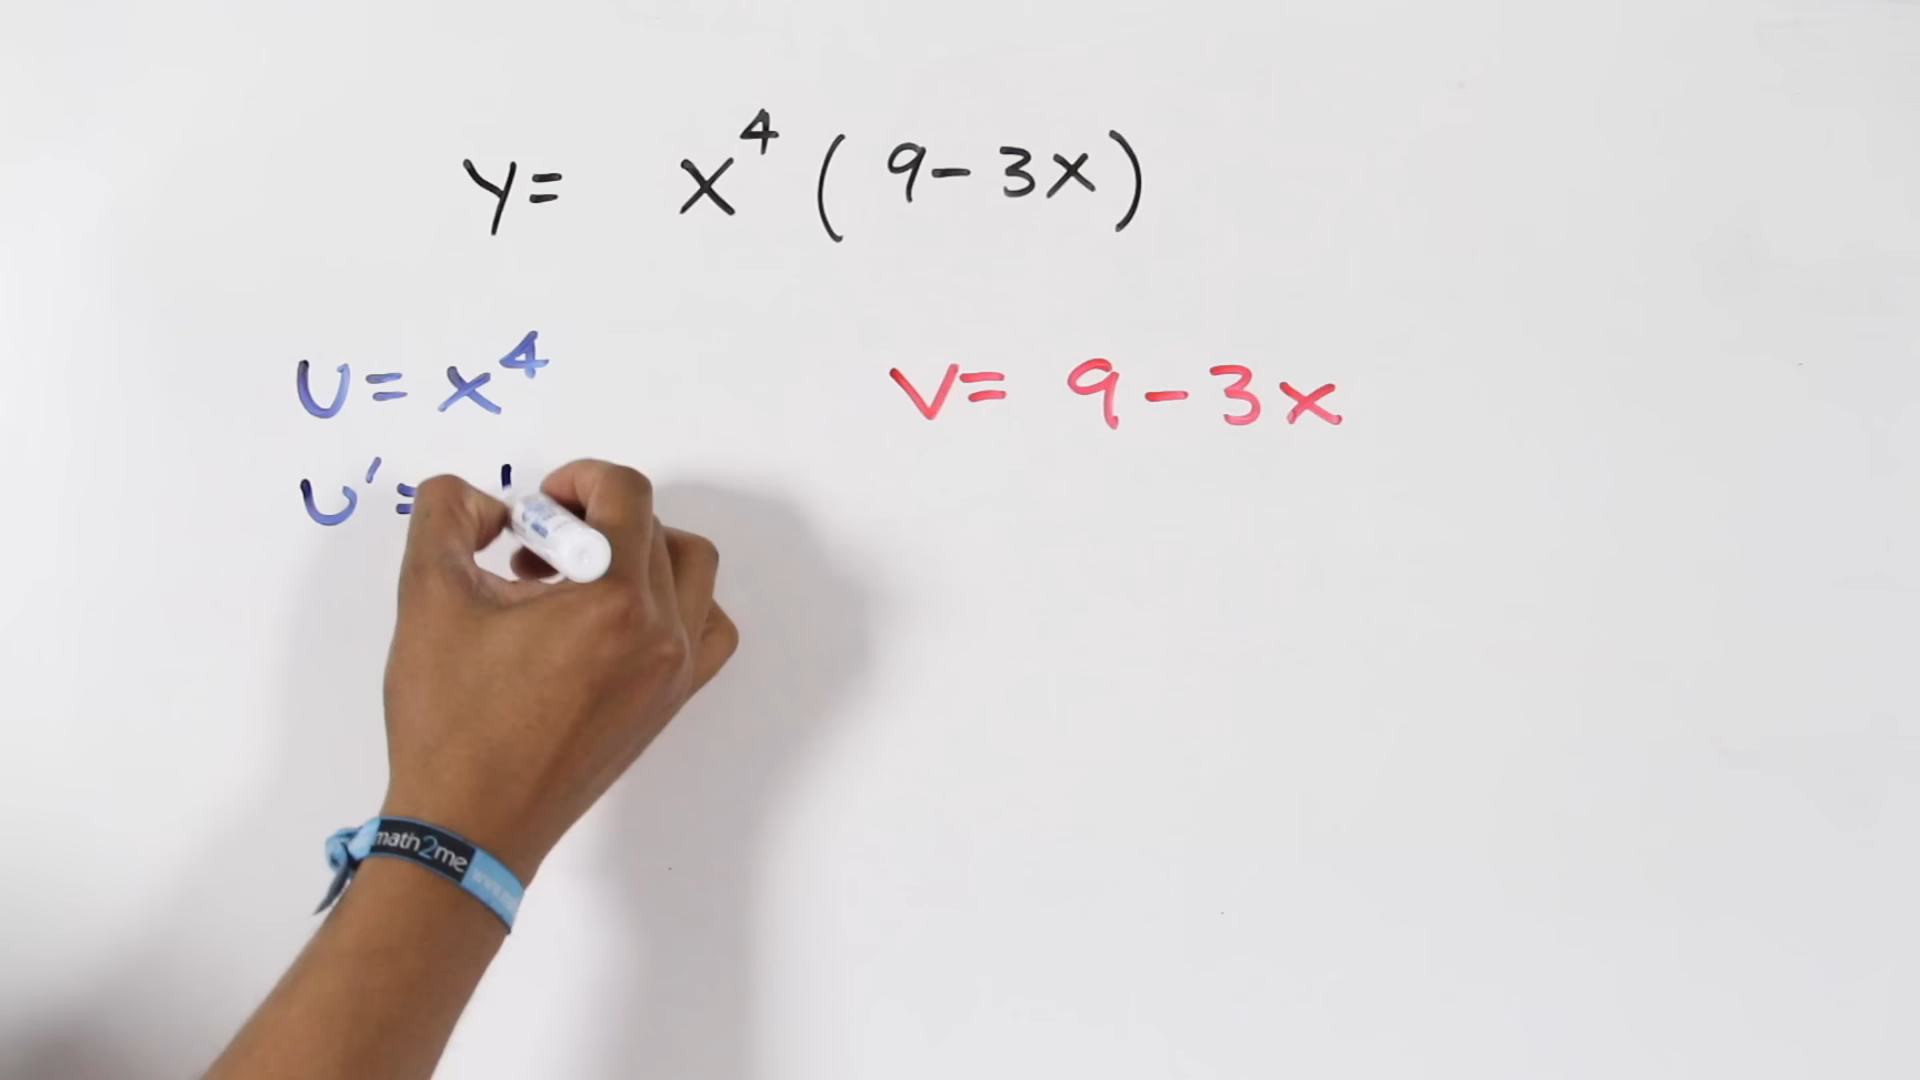 y= x⁴ (9-3x)
U= x⁴
V= 9-3x
U'=
math2me